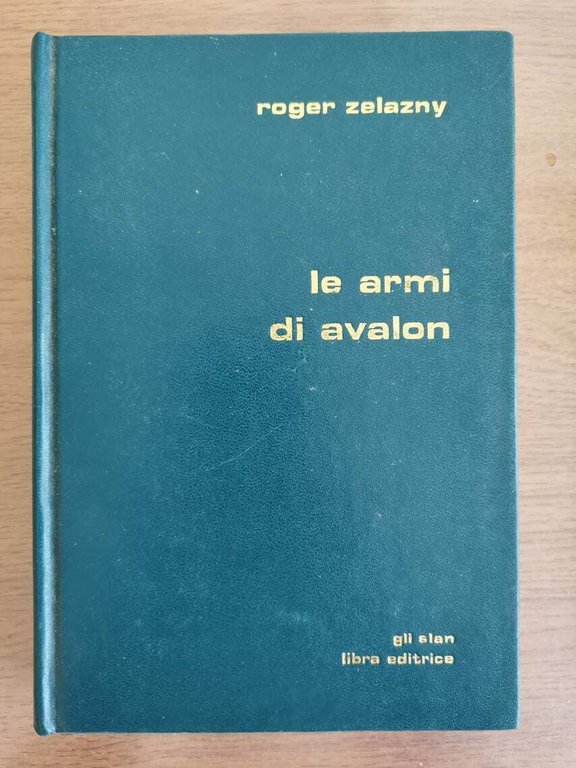 roger zelazny
le armi
di avalon
gli slan
libra editrice